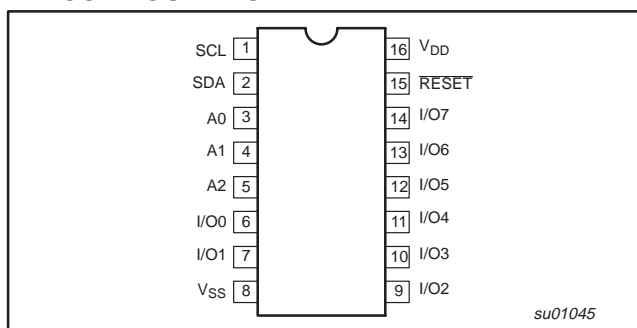 SCL 1 16 VDD
SDA 2 15 RESET
A0 3 14 I/O7
A1 4 13 I/O6
A2 5 12 I/O5
I/O0 6 11 I/O4
I/O1 7 10 I/O3
VSS 8 9 I/O2
su01045